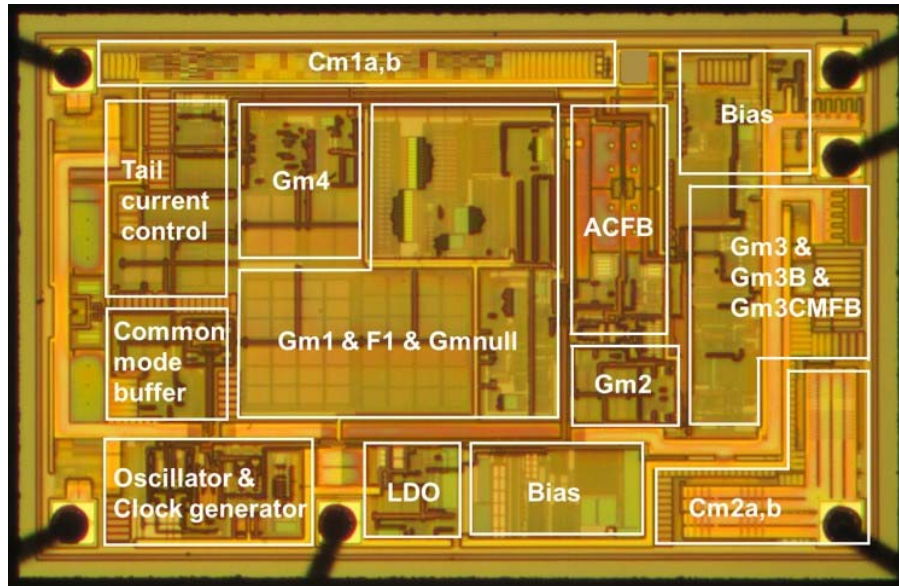 Cm1a,b
Bias
Tail
current
control
Gm4
ACFB
Gm3 &
Gm3B &
Gm3CMFB
Common
mode
buffer
Gm1 & F1 & Gmnull
Gm2
Oscillator &
Clock generator
LDO
Bias
Cm2a,b